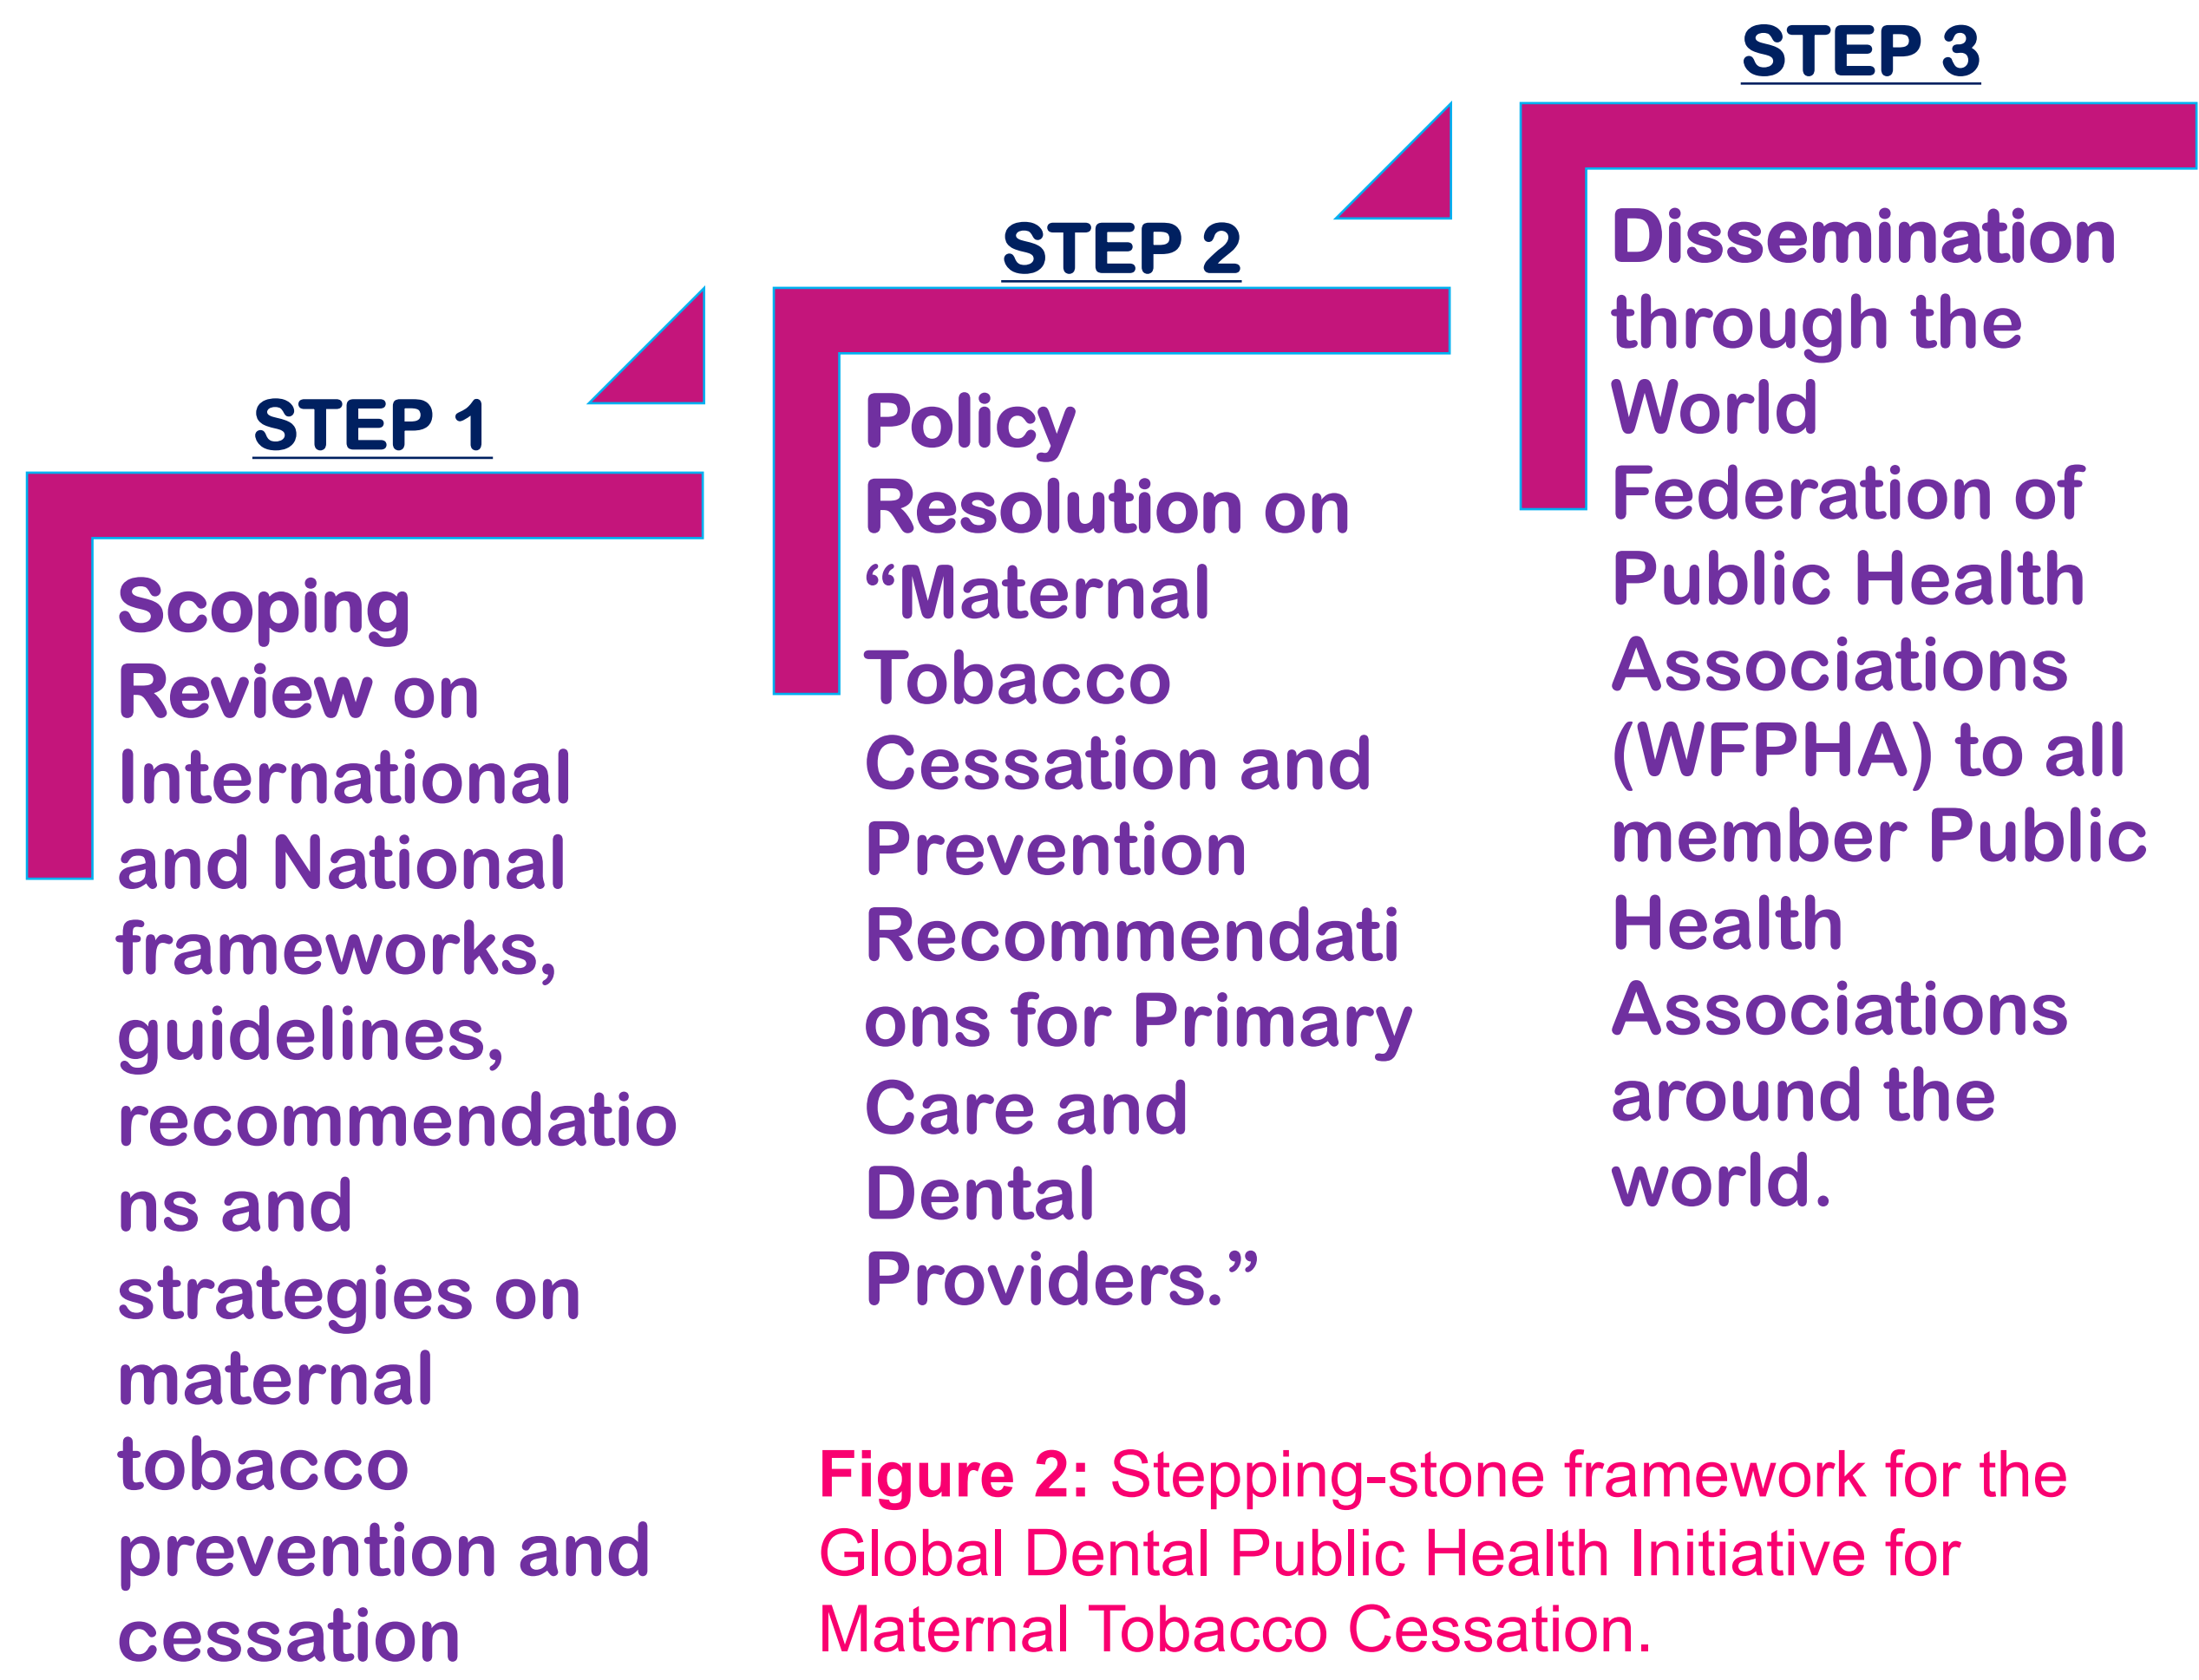 STEP 1
Scoping
Review on
International
and National
frameworks,
guidelines,
recommendatio
ns and
strategies on
maternal
tobacco
prevention and
cessation
STEP 2
Policy
Resolution on
“Maternal
Tobacco
Cessation and
Prevention
Recommendati
ons for Primary
Care and
Dental
Providers.”
STEP 3
Dissemination
through the
World
Federation of
Public Health
Associations
(WFPHA) to all
member Public
Health
Associations
around the
world.
Figure 2: Stepping-stone framework for the
Global Dental Public Health Initiative for
Maternal Tobacco Cessation.